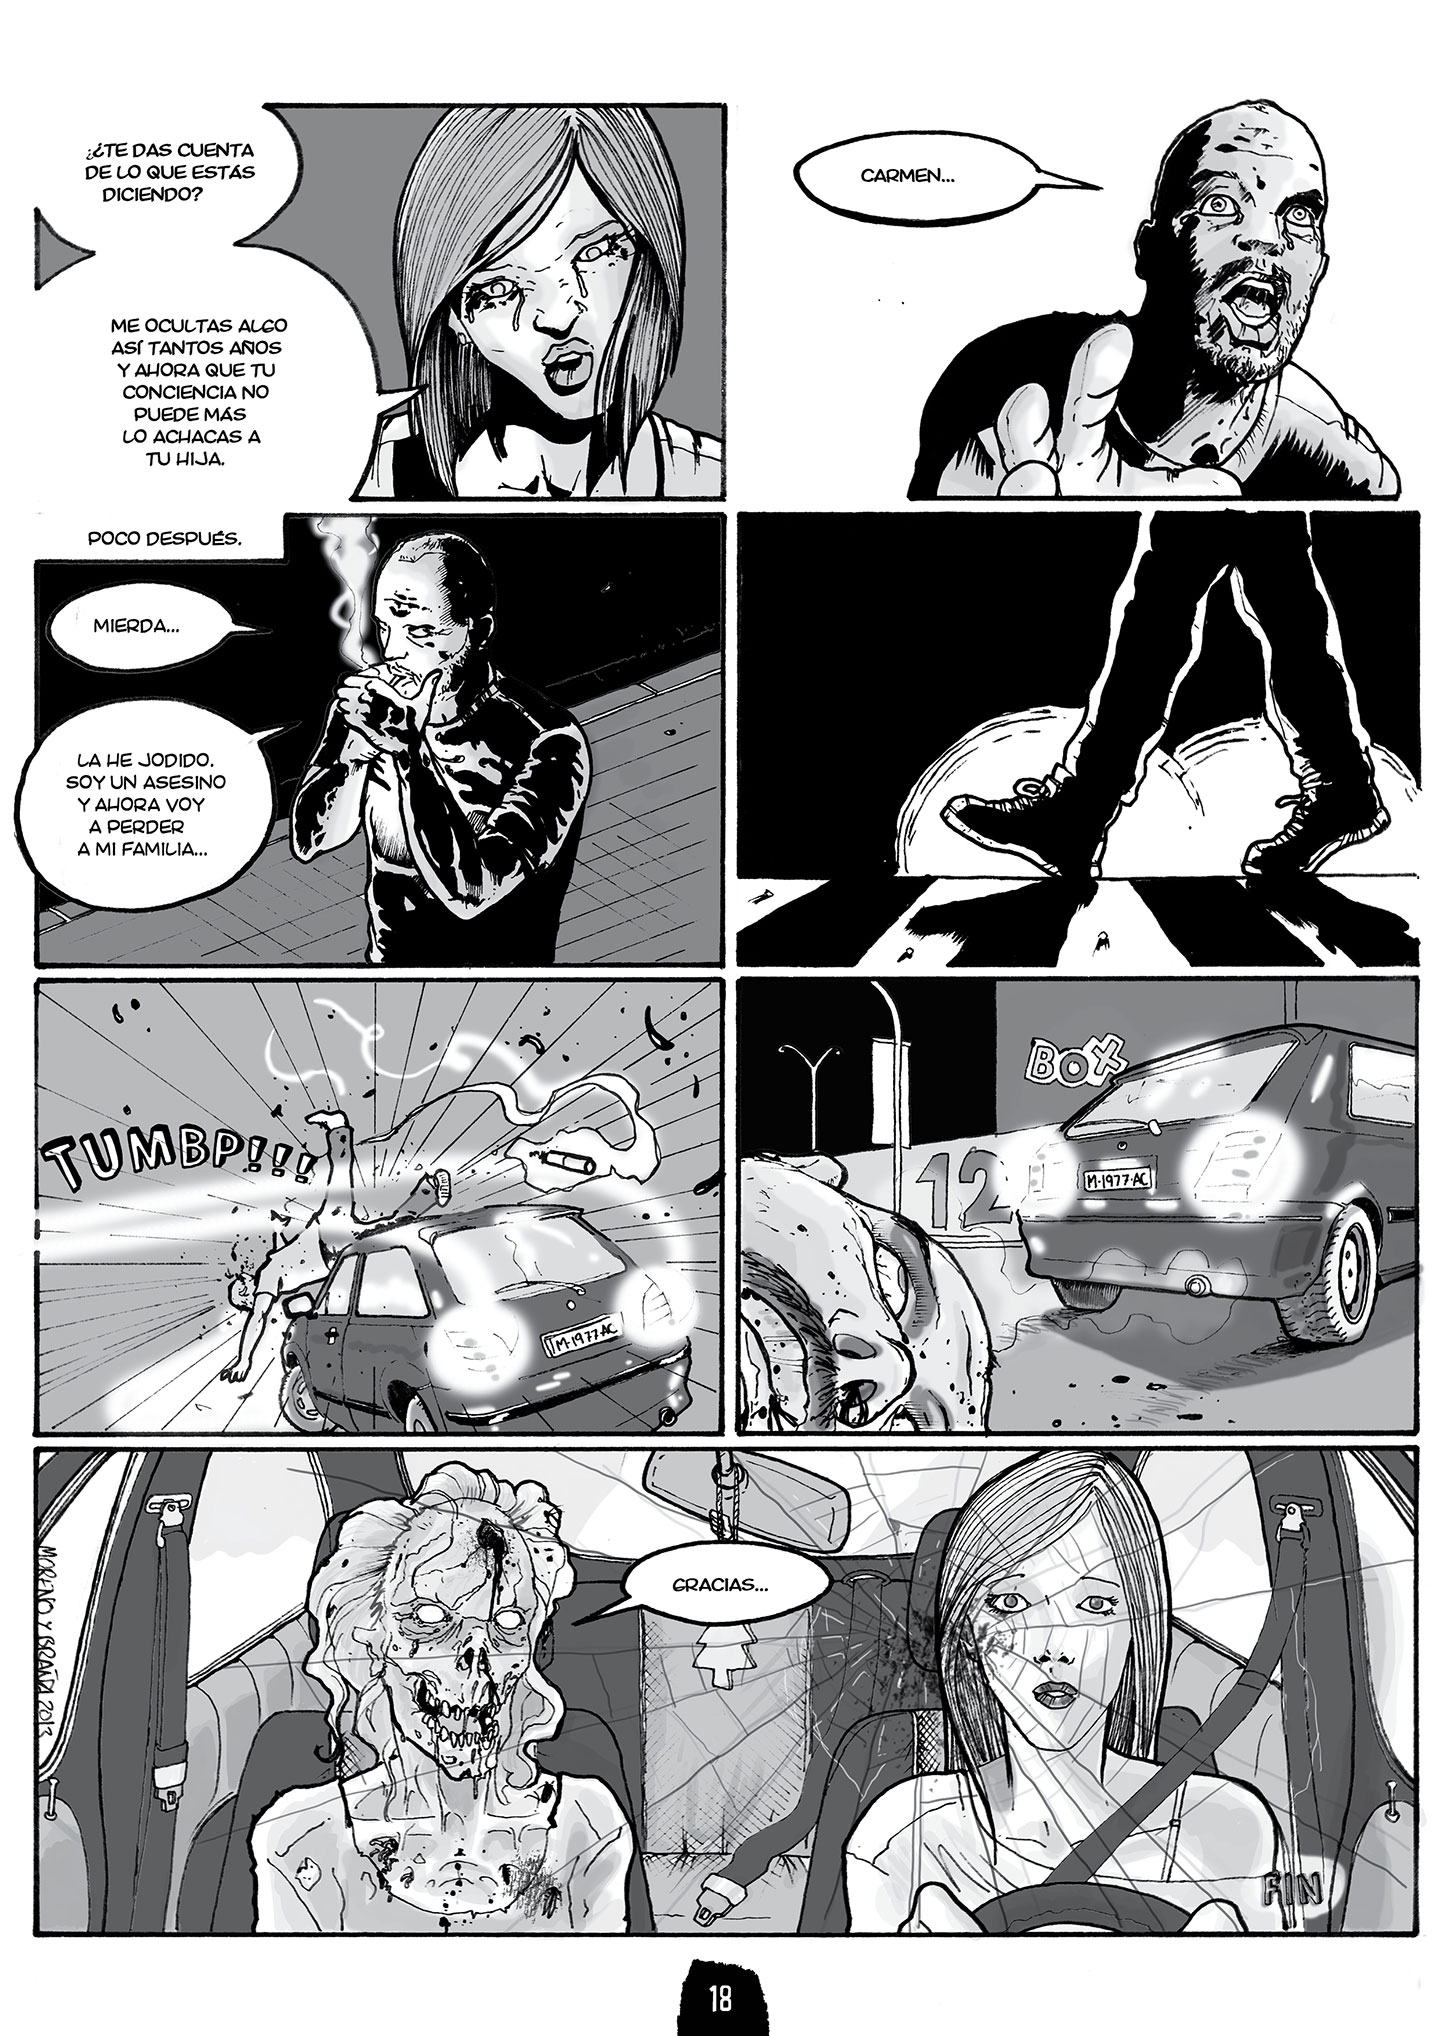 ¿¿TE DAS CUENTA
DE LO QUE ESTÁS
DICIENDO?
ME OCULTAS ALGO
ASÍ TANTOS AÑOS
Y AHORA QUE TU
CONCIENCIA NO
PUEDE MÁS
LO ACHACAS A
TU HIJA.
CARMEN...
POCO DESPUÉS.
MIERDA...
LA HE JODIDO.
SOY UN ASESINO
Y AHORA VOY
A PERDER
A MI FAMILIA...
TUMBP!!!
M-1977-AC
BOX
12
M-1977-AC
GRACIAS...
MORENO Y BRAÑA 2013
FIN
18